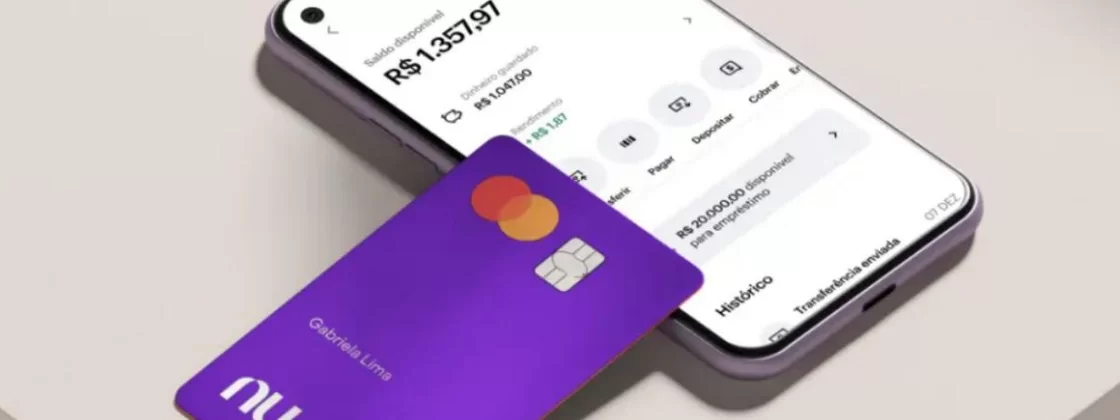 Saldo disponível
R$ 1.357,97
Dinheiro guardado
R$ 1.047,00
Rendimento
+ R$ 1,87
Pagar
Depositar
Cobrar
R$ 20.000,00 disponível
para empréstimo
Histórico
Transferência enviada
07 DEZ
Gabriela Lima
nu